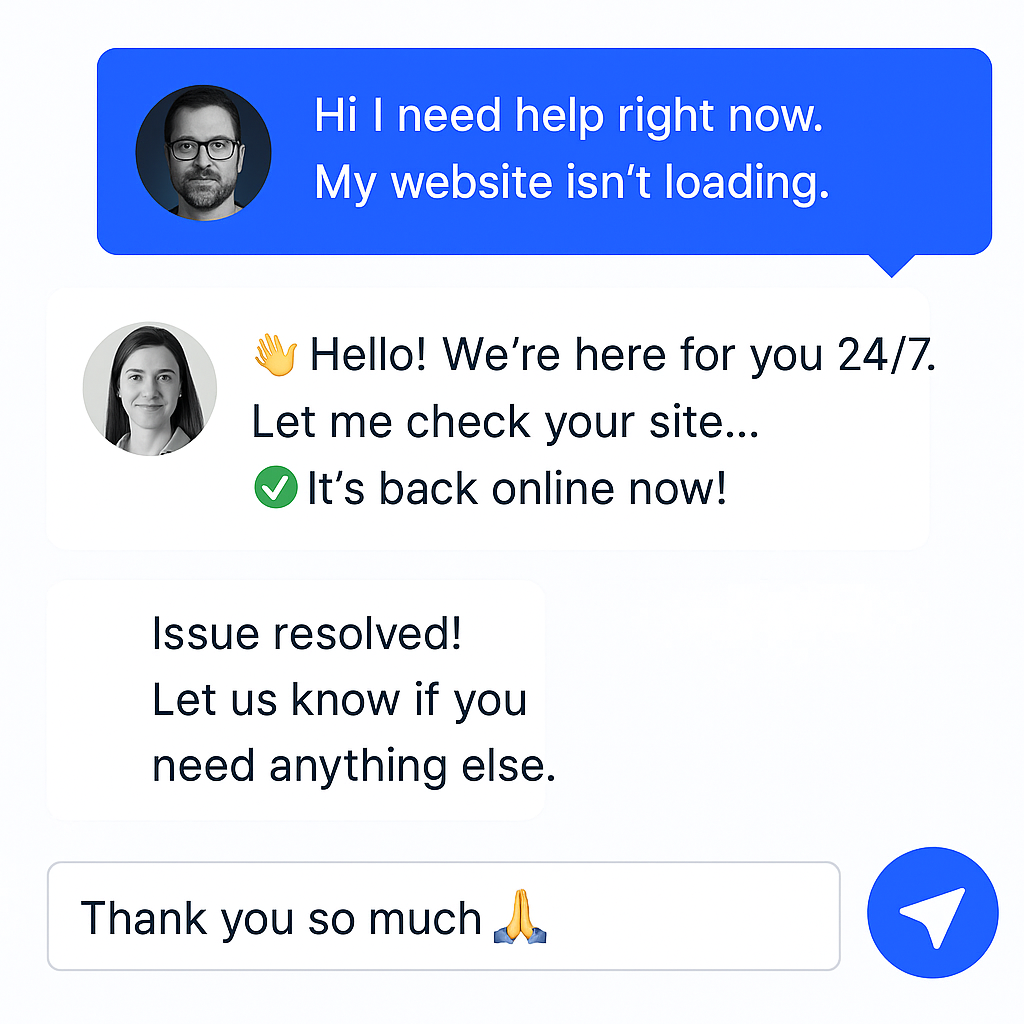 Hi I need help right now.
My website isn’t loading.
👋 Hello! We’re here for you 24/7.
Let me check your site...
✅ It’s back online now!
Issue resolved!
Let us know if you
need anything else.
Thank you so much 🙏